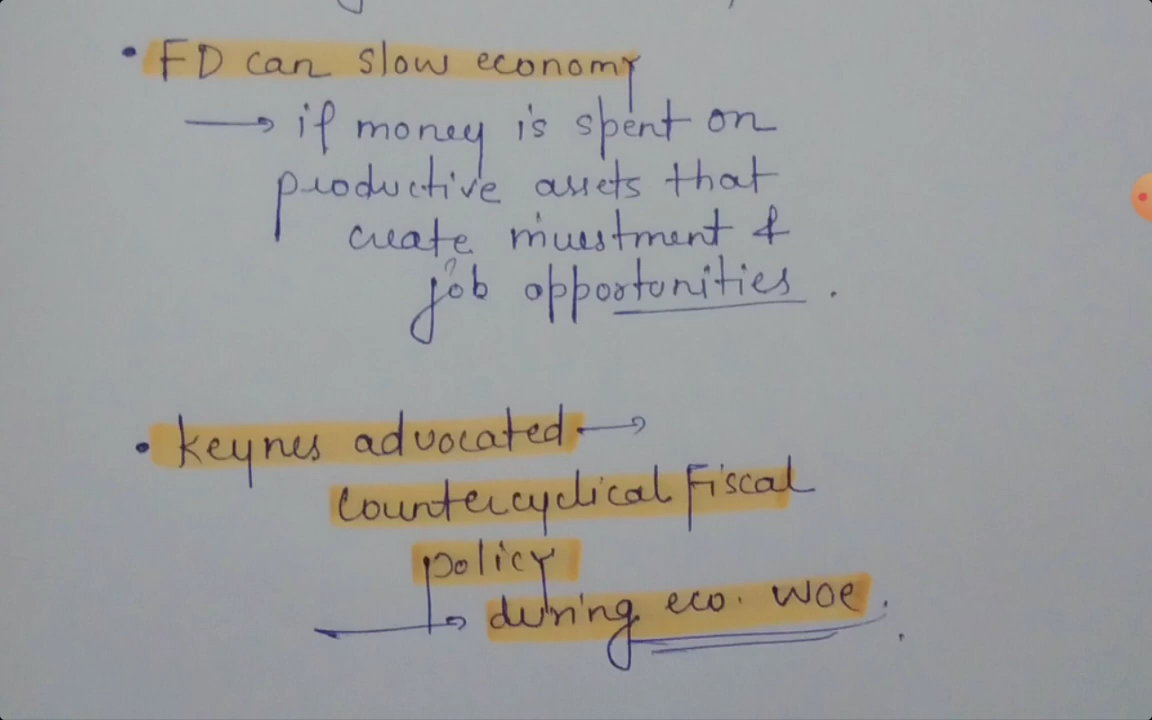 • FD can slow economy
→ if money is spent on
productive assets that
create investment &
job opportunities.
• Keynes advocated →
Countercyclical Fiscal
policy
→ during eco. woe.